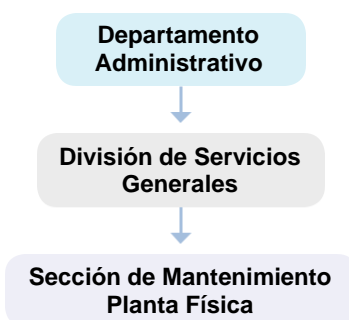 Departamento
Administrativo
División de Servicios
Generales
Sección de Mantenimiento
Planta Física